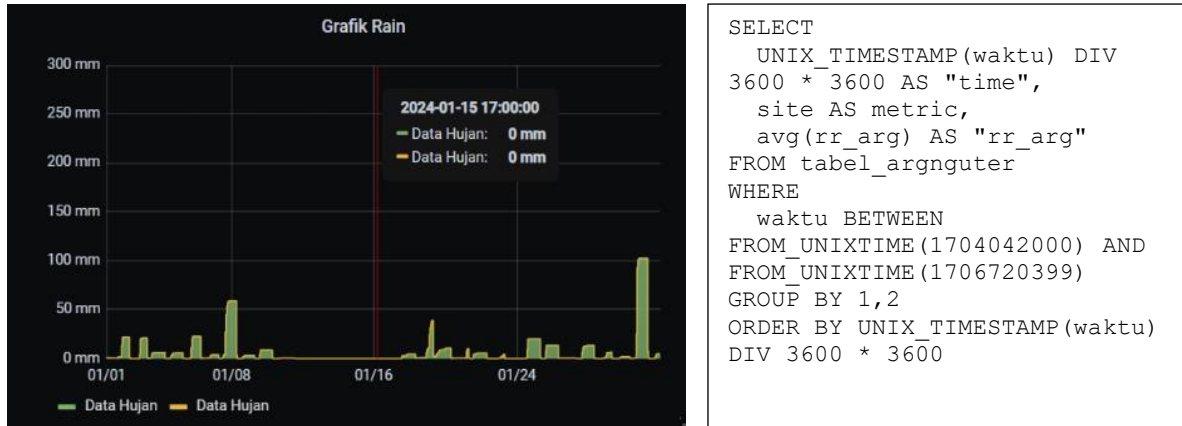 Grafik Rain
300 mm
250 mm
200 mm
150 mm
100 mm
50 mm
0 mm
01/01
01/08
01/16
01/24
2024-01-15 17:00:00
Data Hujan: 0 mm
Data Hujan: 0 mm
Data Hujan Data Hujan
SELECT
UNIX_TIMESTAMP(waktu) DIV
3600 * 3600 AS "time",
site AS metric,
avg(rr_arg) AS "rr_arg"
FROM tabel_argnguter
WHERE
waktu BETWEEN
FROM_UNIXTIME(1704042000) AND
FROM_UNIXTIME(1706720399)
GROUP BY 1,2
ORDER BY UNIX_TIMESTAMP(waktu)
DIV 3600 * 3600